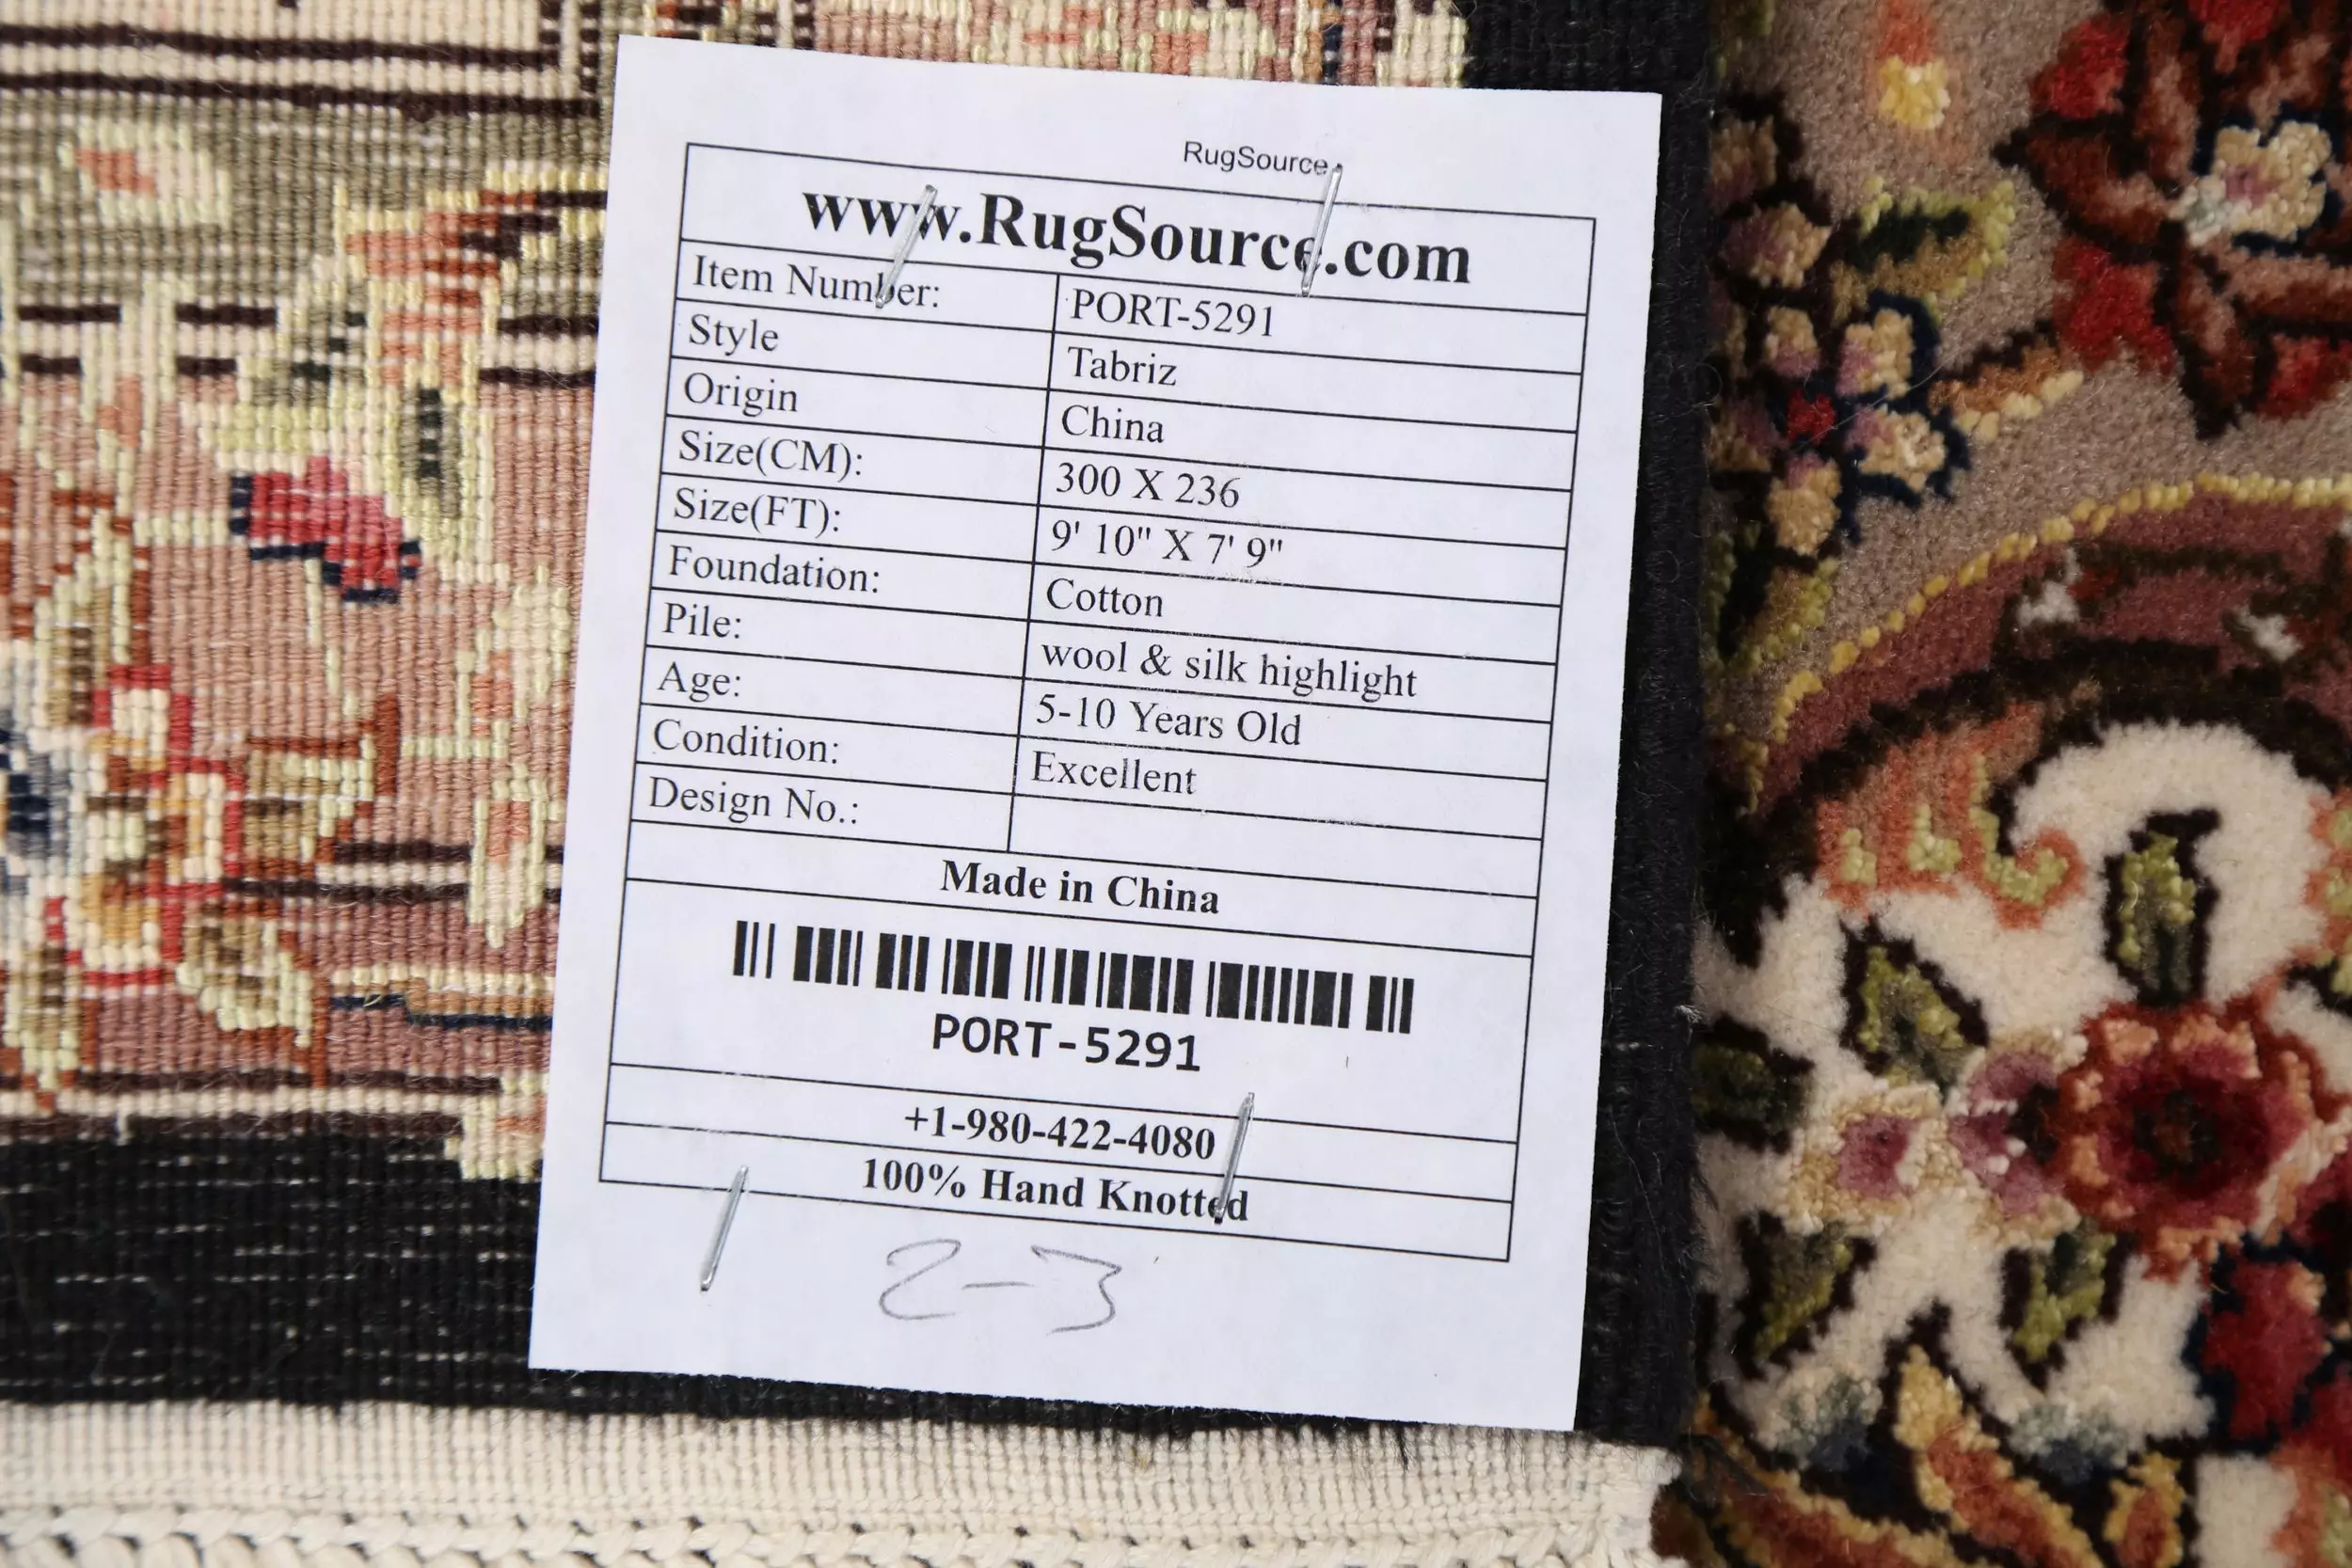 RugSource
www.RugSource.com
Item Number: PORT-5291
Style Tabriz
Origin China
Size(CM): 300 X 236
Size(FT): 9' 10" X 7' 9"
Foundation: Cotton
Pile: wool & silk highlight
Age: 5-10 Years Old
Condition: Excellent
Design No.:
Made in China
PORT-5291
+1-980-422-4080
100% Hand Knotted
2-3